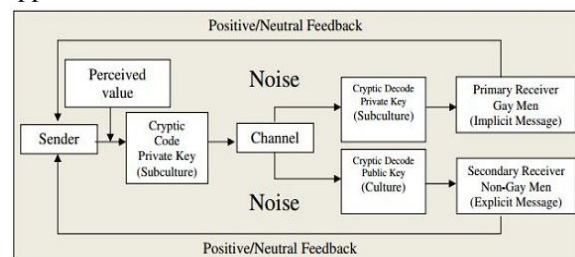 Positive/Neutral Feedback
Perceived
value
Noise
Sender
Cryptic
Code
Private Key
(Subculture)
Channel
Cryptic Decode
Private Key
(Subculture)
Primary Receiver
Gay Men
(Implicit Message)
Cryptic Decode
Public Key
(Culture)
Secondary Receiver
Non-Gay Men
(Explicit Message)
Noise
Positive/Neutral Feedback